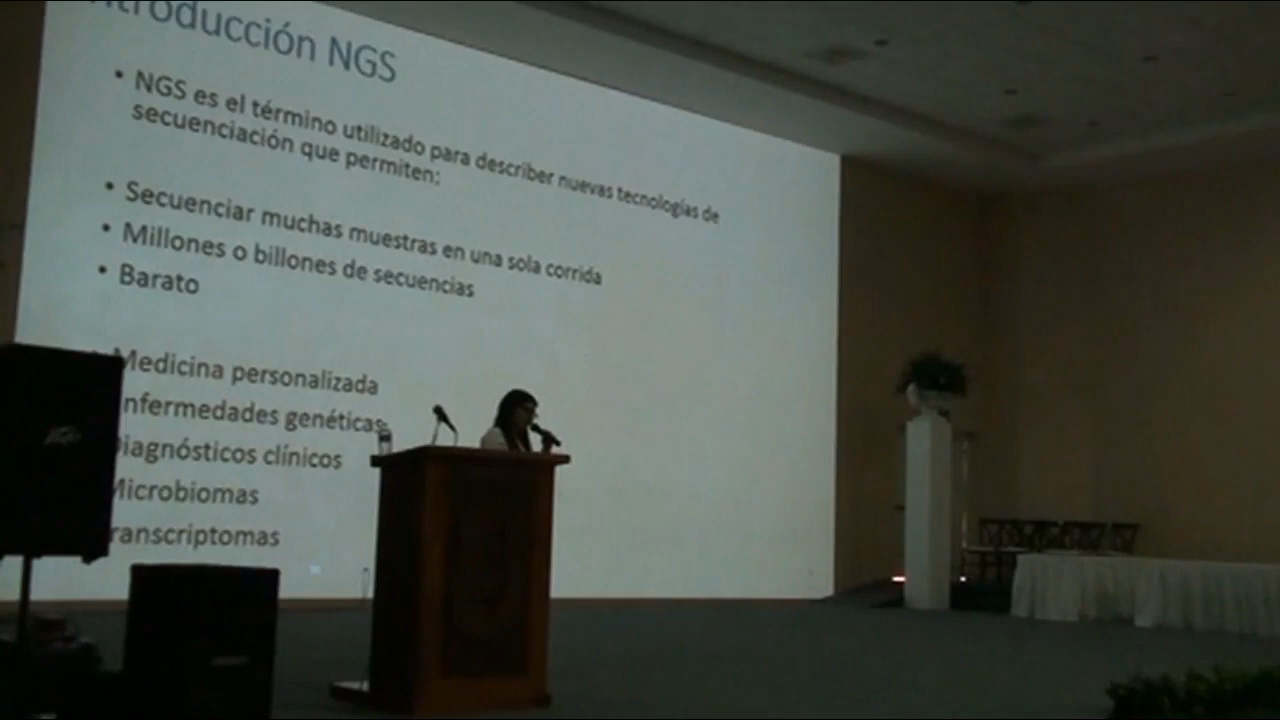 ntroducción NGS
• NGS es el término utilizado para describer nuevas tecnologías de
secuenciación que permiten:
• Secuenciar muchas muestras en una sola corrida
• Millones o billones de secuencias
• Barato
Medicina personalizada
nfermedades genéticas
iagnósticos clínicos
Microbiomas
ranscriptomas